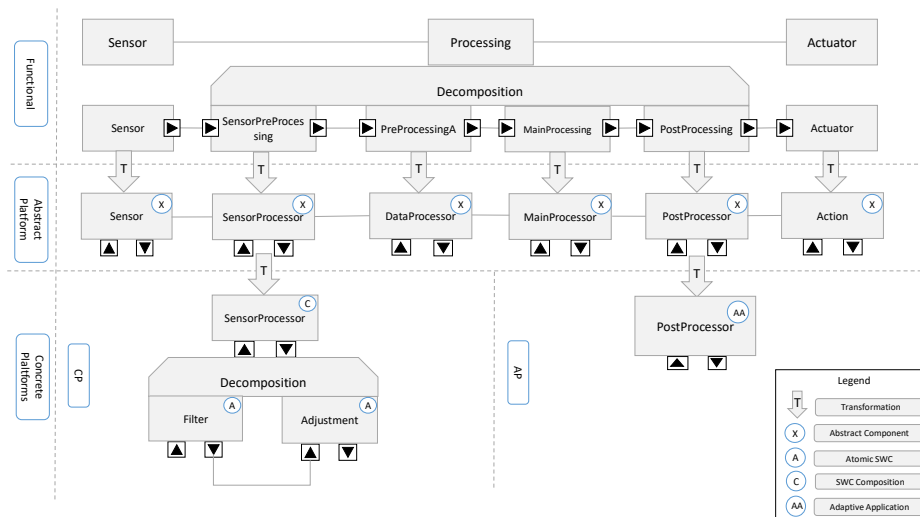 Sensor
Processing
Actuator
Functional
Decomposition
Sensor
SensorPreProces
sing
PreProcessingA
MainProcessing
PostProcessing
Actuator
T
T
T
T
T
T
Abstract
Platform
Sensor
X
SensorProcessor
X
DataProcessor
X
MainProcessor
X
PostProcessor
X
Action
X
T
T
Concrete
Plaltforms
CP
SensorProcessor
C
Decomposition
Filter
A
Adjustment
A
AP
PostProcessor
AA
Legend
T
Transformation
X
Abstract Component
A
Atomic SWC
C
SWC Composition
AA
Adaptive Application